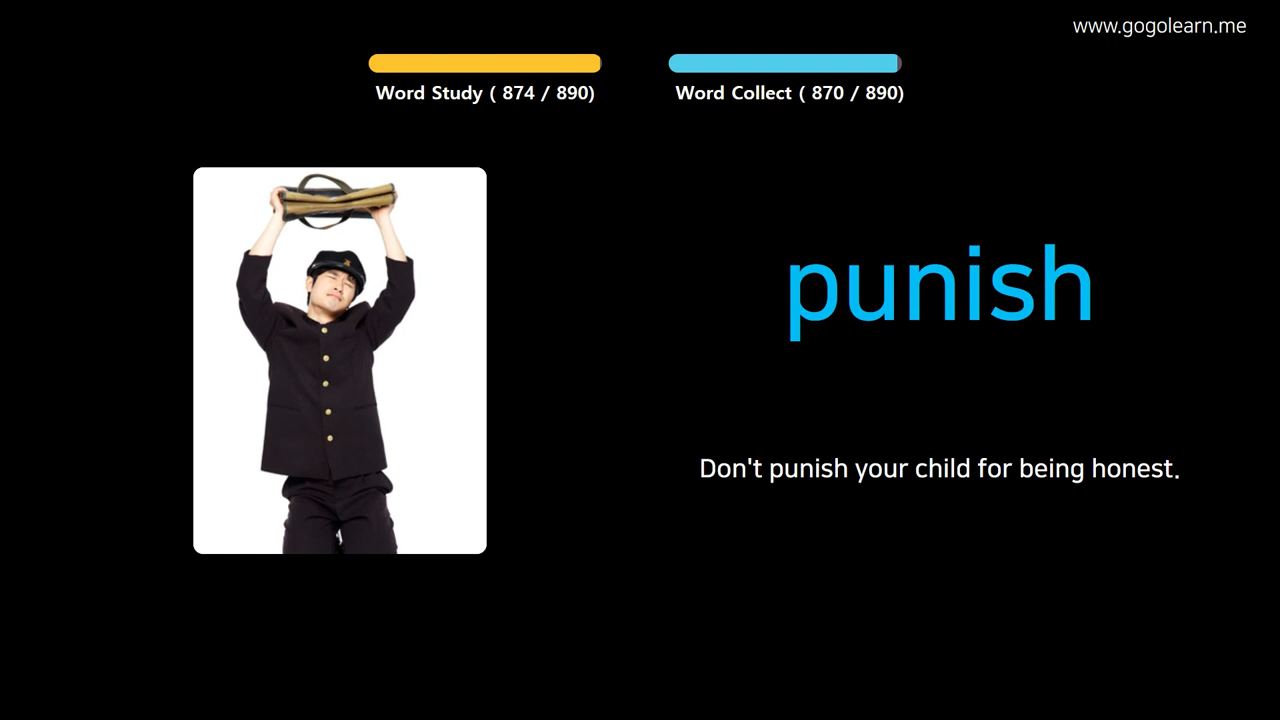 www.gogolearn.me
Word Study ( 874 / 890)
Word Collect ( 870 / 890)
punish
Don't punish your child for being honest.